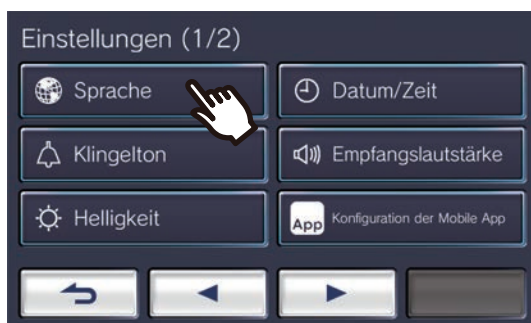 Einstellungen (1/2)
Sprache
Datum/Zeit
Klingelton
Empfangslautstärke
Helligkeit
App
Konfiguration der Mobile App